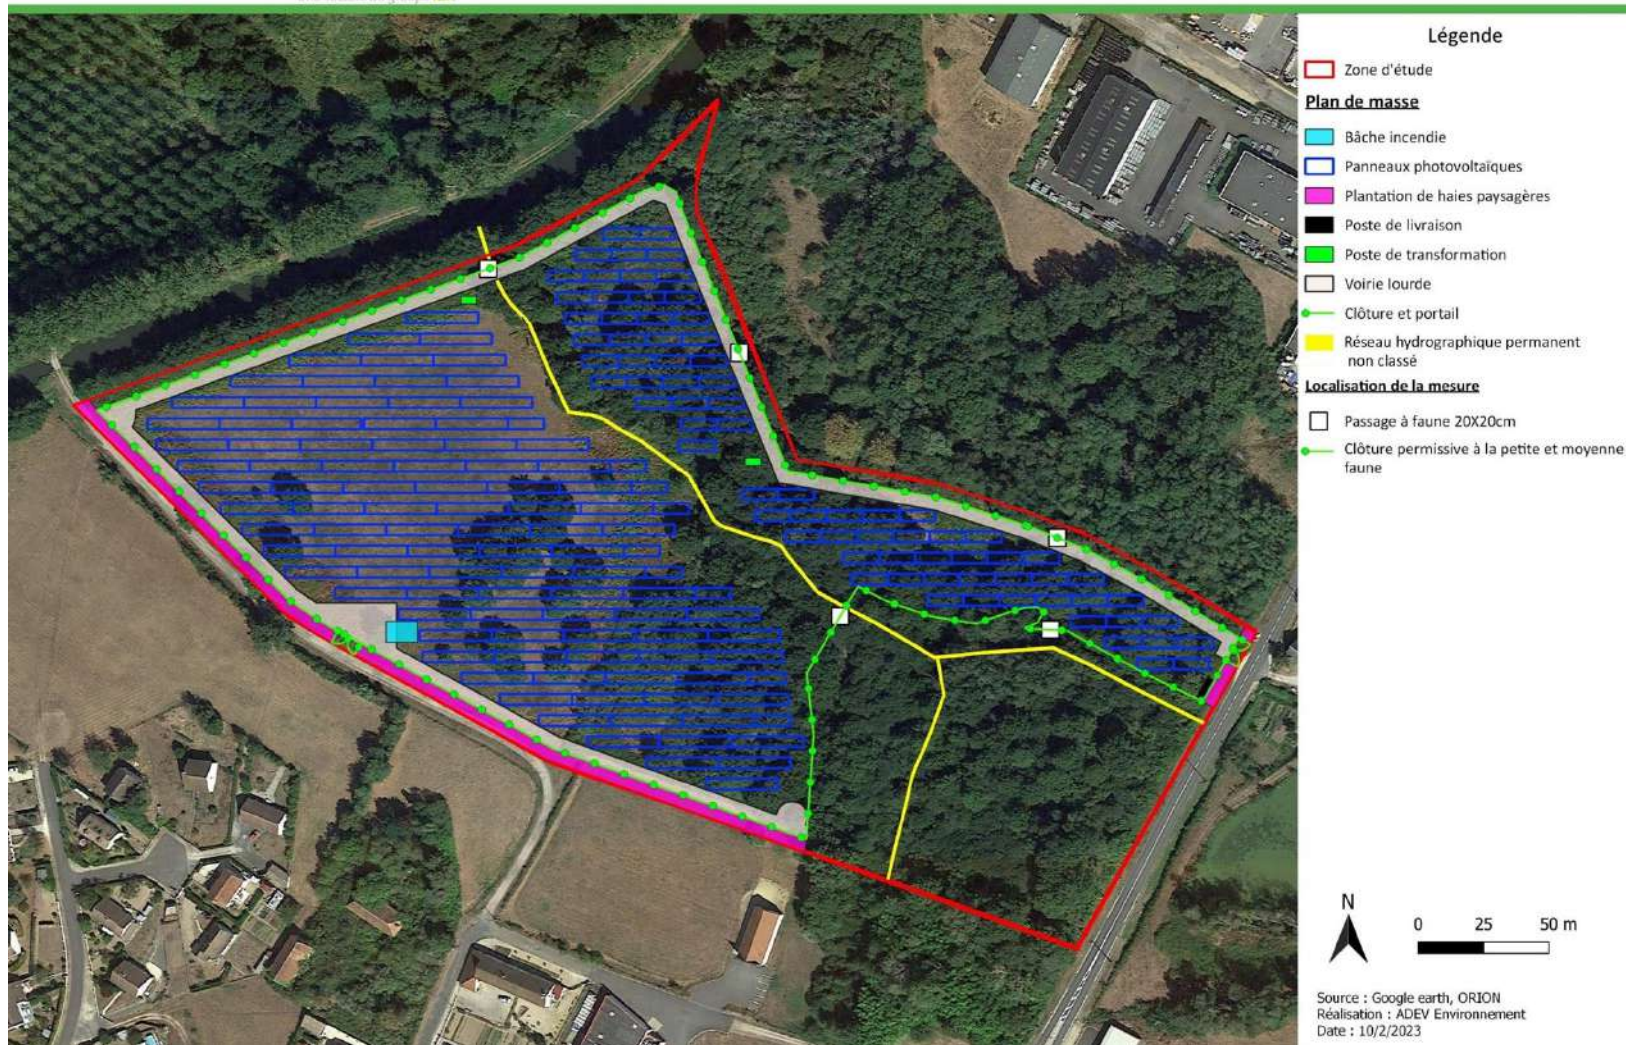 Légende
Zone d'étude
Plan de masse
Bâche incendie
Panneaux photovoltaïques
Plantation de haies paysagères
Poste de livraison
Poste de transformation
Voirie lourde
Clôture et portail
Réseau hydrographique permanent
non classé
Localisation de la mesure
Passage à faune 20X20cm
Clôture permissive à la petite et moyenne
faune
N
0 25 50 m
Source : Google earth, ORION
Réalisation : ADEV Environnement
Date : 10/2/2023